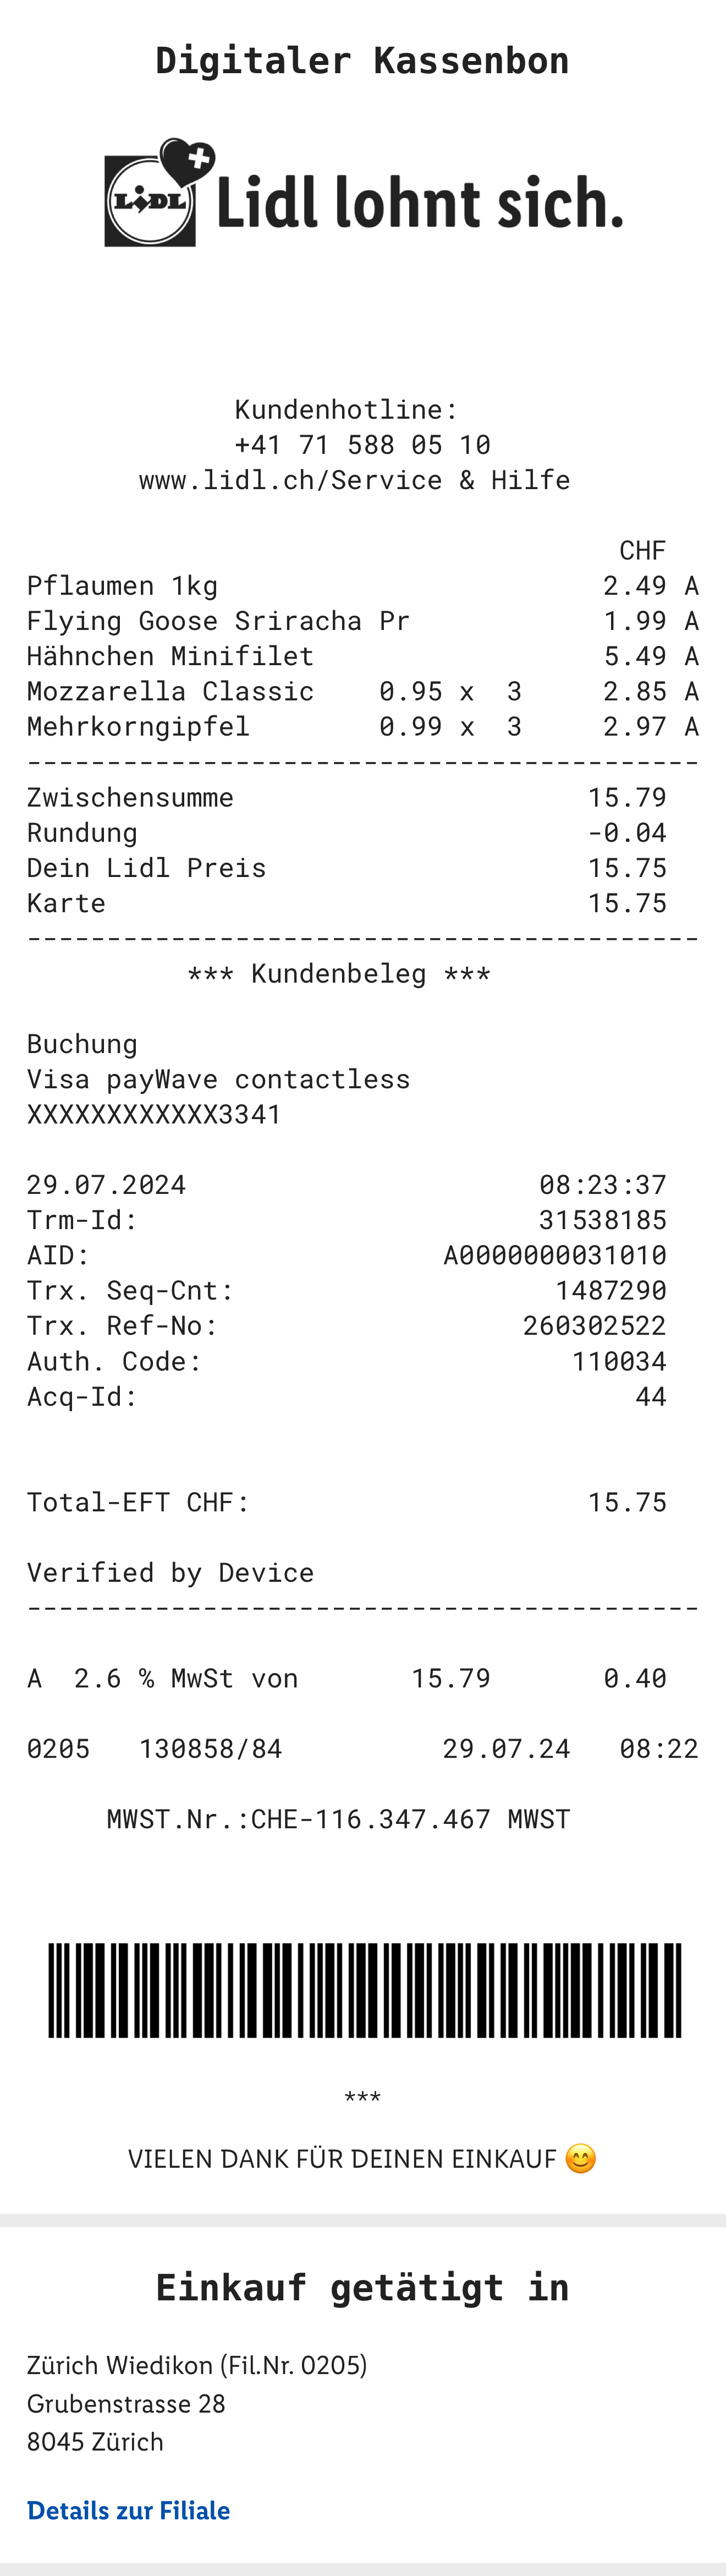 Digitaler Kassenbon
LIDL Lidl lohnt sich.
Kundenhotline:
+41 71 588 05 10
www.lidl.ch/Service & Hilfe
CHF
Pflaumen 1kg 2.49 A
Flying Goose Sriracha Pr 1.99 A
Hähnchen Minifilet 5.49 A
Mozzarella Classic 0.95 x 3 2.85 A
Mehrkorngipfel 0.99 x 3 2.97 A
------------------------------------------
Zwischensumme 15.79
Rundung -0.04
Dein Lidl Preis 15.75
Karte 15.75
------------------------------------------
*** Kundenbeleg ***
Buchung
Visa payWave contactless
XXXXXXXXXXXX3341
29.07.2024 08:23:37
Trm-Id: 31538185
AID: A0000000031010
Trx. Seq-Cnt: 1487290
Trx. Ref-No: 260302522
Auth. Code: 110034
Acq-Id: 44
Total-EFT CHF: 15.75
Verified by Device
------------------------------------------
A 2.6 % MwSt von 15.79 0.40
0205 130858/84 29.07.24 08:22
MWST.Nr.:CHE-116.347.467 MWST
***
VIELEN DANK FÜR DEINEN EINKAUF 😊
Einkauf getätigt in
Zürich Wiedikon (Fil.Nr. 0205)
Grubenstrasse 28
8045 Zürich
Details zur Filiale